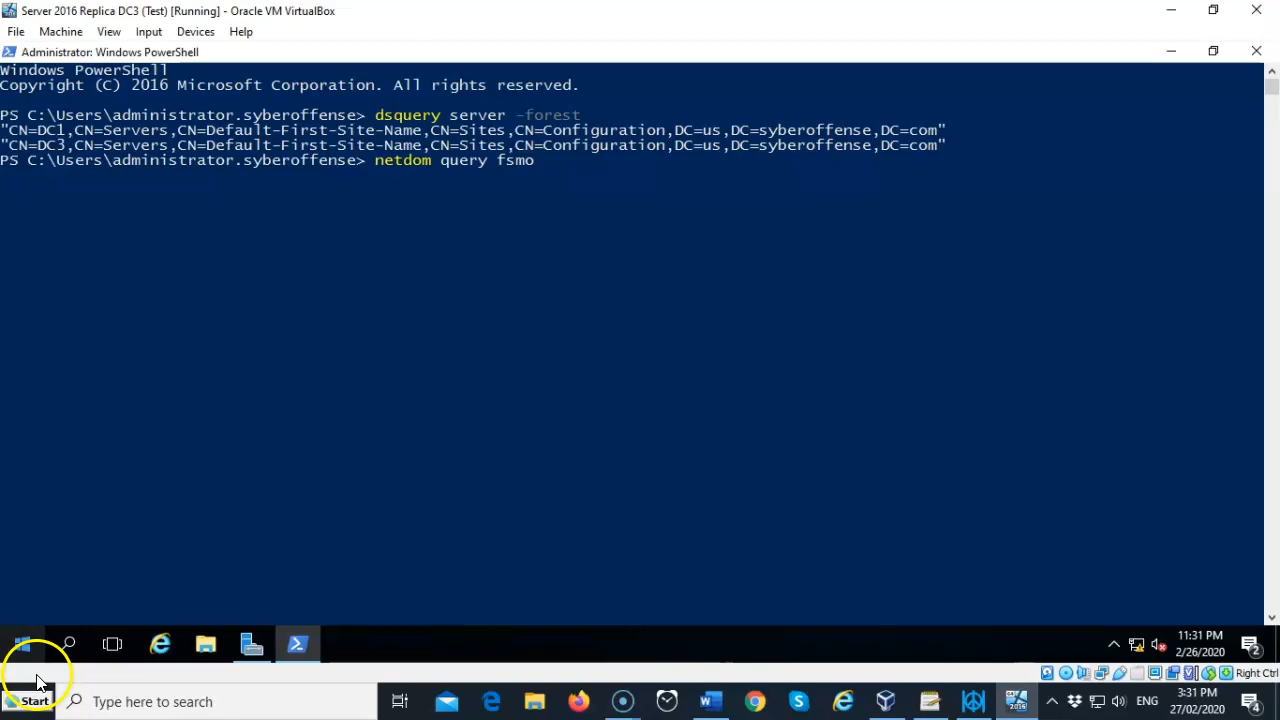 Server 2016 Replica DC3 (Test) [Running] - Oracle VM VirtualBox
File Machine View Input Devices Help
Administrator: Windows PowerShell
Windows PowerShell
Copyright (C) 2016 Microsoft Corporation. All rights reserved.
PS C:\Users\administrator.syberoffense> dsquery server -forest
"CN=DC1,CN=Servers,CN=Default-First-Site-Name,CN=Sites,CN=Configuration,DC=us,DC=syberoffense,DC=com"
"CN=DC3,CN=Servers,CN=Default-First-Site-Name,CN=Sites,CN=Configuration,DC=us,DC=syberoffense,DC=com"
PS C:\Users\administrator.syberoffense> netdom query fsmo
11:31 PM
2/26/2020
2
Right Ctrl
Start
Type here to search
2016
ENG
3:31 PM
27/02/2020
4